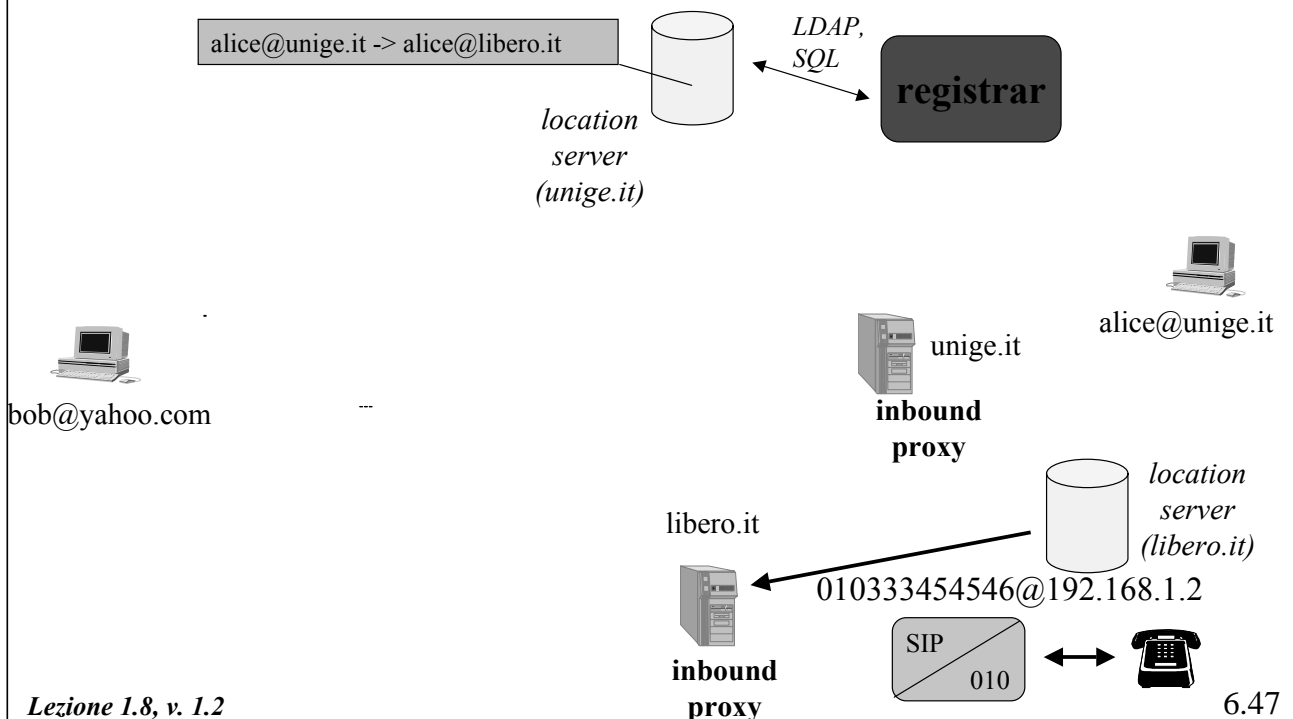 alice@unige.it -> alice@libero.it
LDAP,
SQL
registrar
location
server
(unige.it)
alice@unige.it
unige.it
inbound
proxy
bob@yahoo.com
---
location
server
(libero.it)
libero.it
010333454546@192.168.1.2
SIP
010
inbound
proxy
Lezione 1.8, v. 1.2
6.47